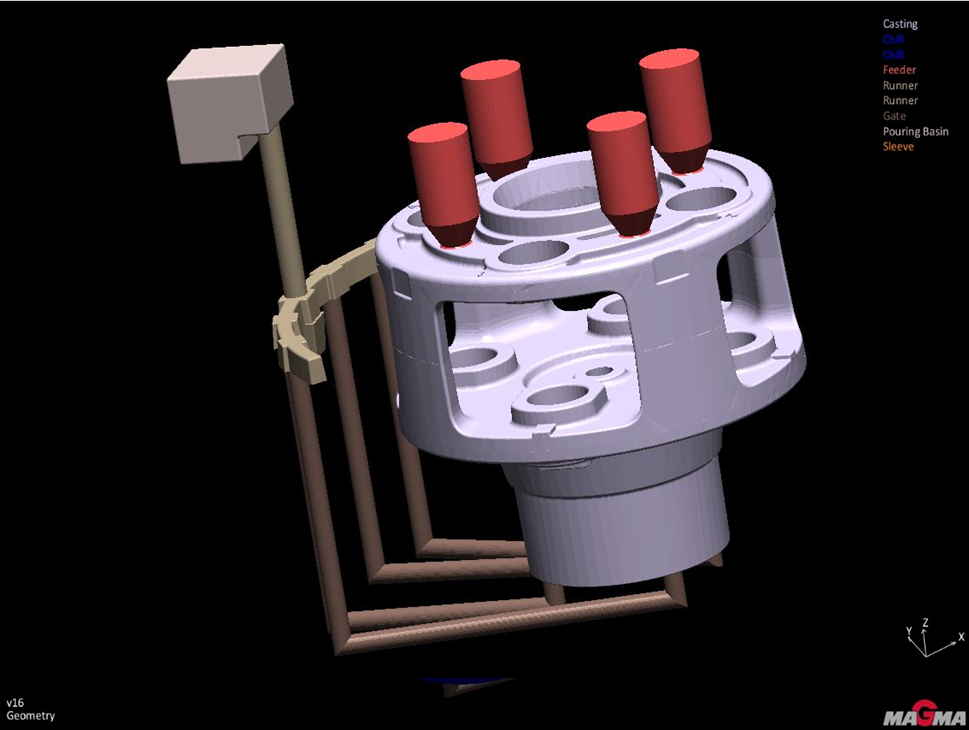 Casting
Chill
Chill
Feeder
Runner
Runner
Gate
Pouring Basin
Sleeve
Y
Z
X
v16
Geometry
MAGMA